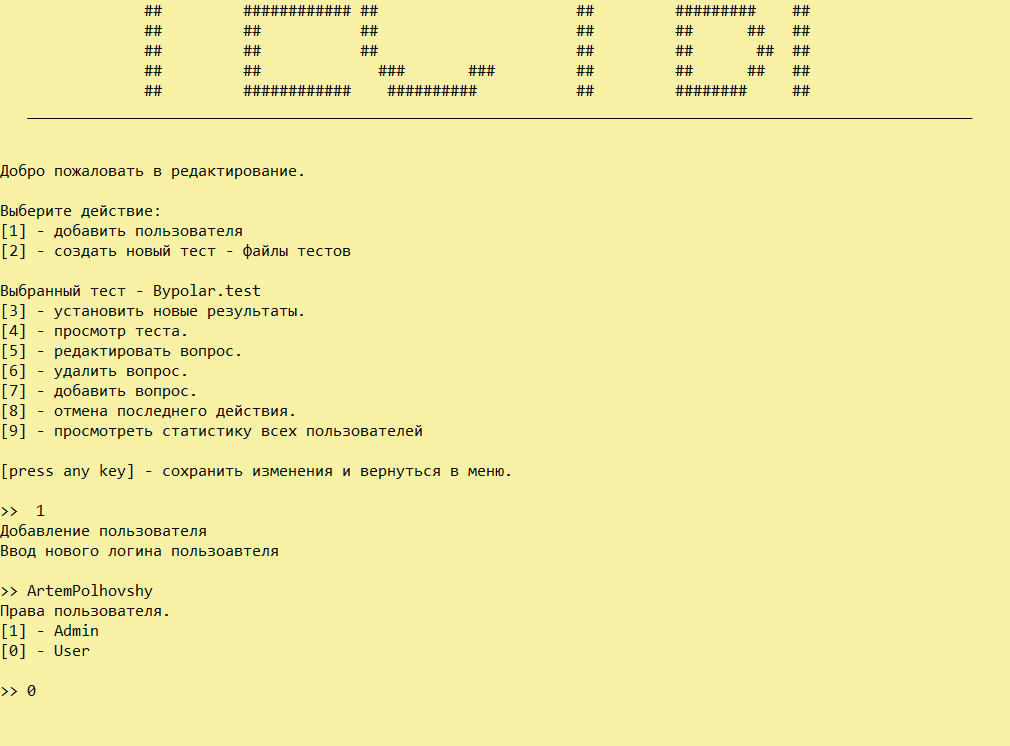 ##         ############ ##                      ##         #########    ##
##         ##           ##                      ##         ##      ##   ##
##         ##           ##                      ##         ##       ##  ##
##         ##             ###       ###         ##         ##      ##   ##
##         ############    ##########           ##         ########     ##
Добро пожаловать в редактирование.
Выберите действие:
[1] - добавить пользователя
[2] - создать новый тест - файлы тестов
Выбранный тест - Bypolar.test
[3] - установить новые результаты.
[4] - просмотр теста.
[5] - редактировать вопрос.
[6] - удалить вопрос.
[7] - добавить вопрос.
[8] - отмена последнего действия.
[9] - просмотреть статистику всех пользователей
[press any key] - сохранить изменения и вернуться в меню.
>>  1
Добавление пользователя
Ввод нового логина пользоавтеля
>> ArtemPolhovshy
Права пользователя.
[1] - Admin
[0] - User
>> 0